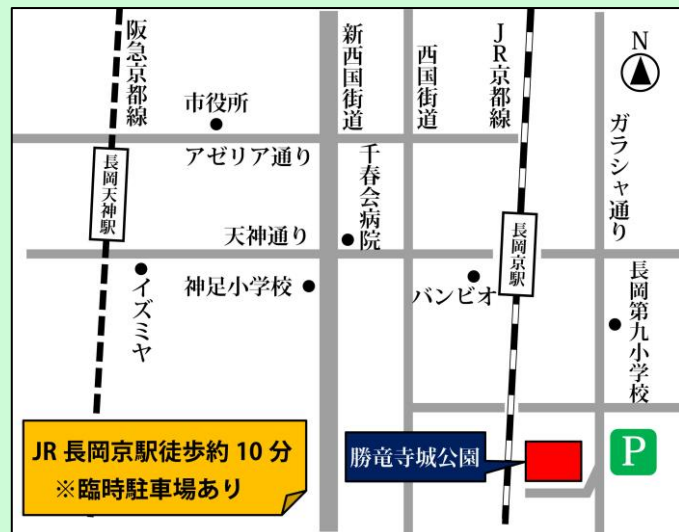 阪急京都線
新西国街道
西国街道
JR京都線
N
市役所
アゼリア通り
千春会病院
ガラシャ通り
長岡天神駅
天神通り
長岡京駅
イズミヤ
神足小学校
バンビオ
長岡第九小学校
JR 長岡京駅徒歩約 10 分
※臨時駐車場あり
勝竜寺城公園
P